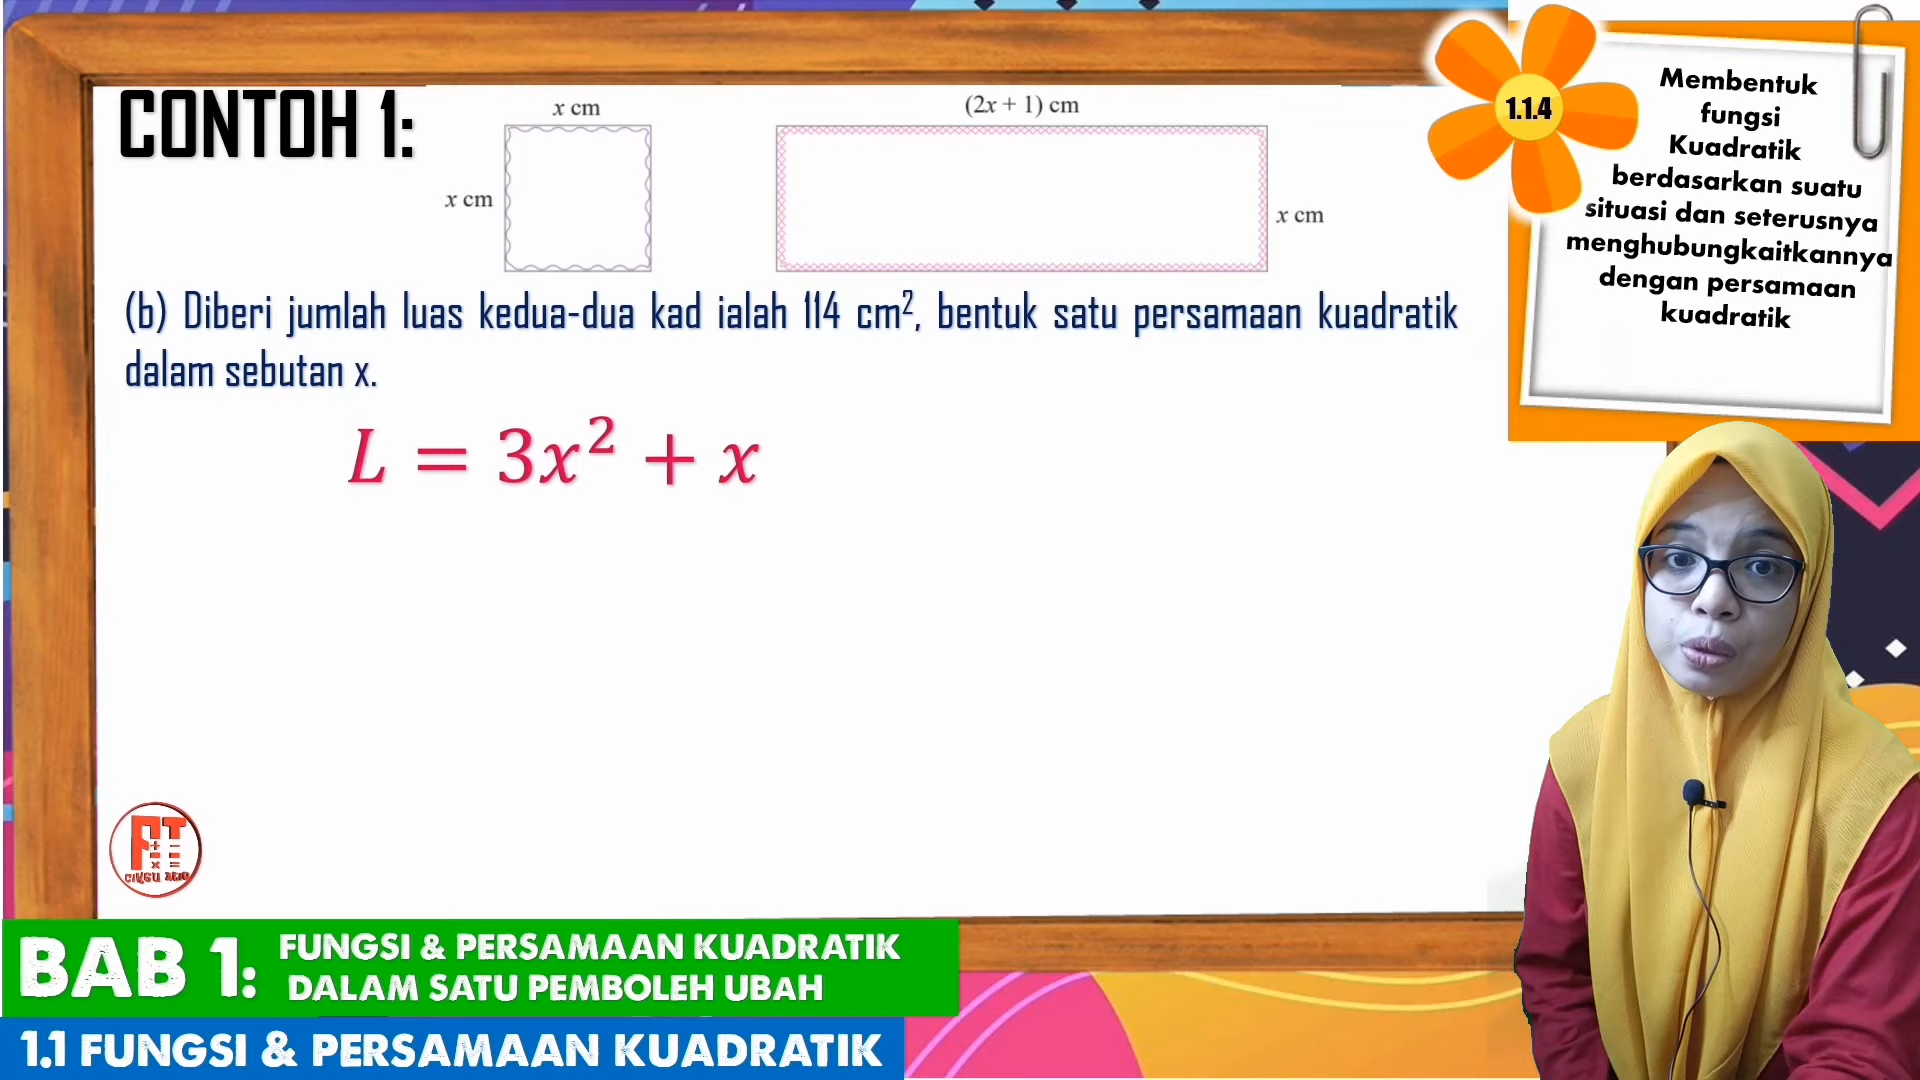 CONTOH 1:
x cm
x cm
(2x + 1) cm
x cm
(b) Diberi jumlah luas kedua-dua kad ialah 114 cm², bentuk satu persamaan kuadratik
dalam sebutan x.
L = 3x² + x
1.1.4
Membentuk
fungsi
Kuadratik
berdasarkan suatu
situasi dan seterusnya
menghubungkaitkannya
dengan persamaan
kuadratik
BAB 1:
FUNGSI & PERSAMAAN KUADRATIK
DALAM SATU PEMBOLEH UBAH
1.1 FUNGSI & PERSAMAAN KUADRATIK